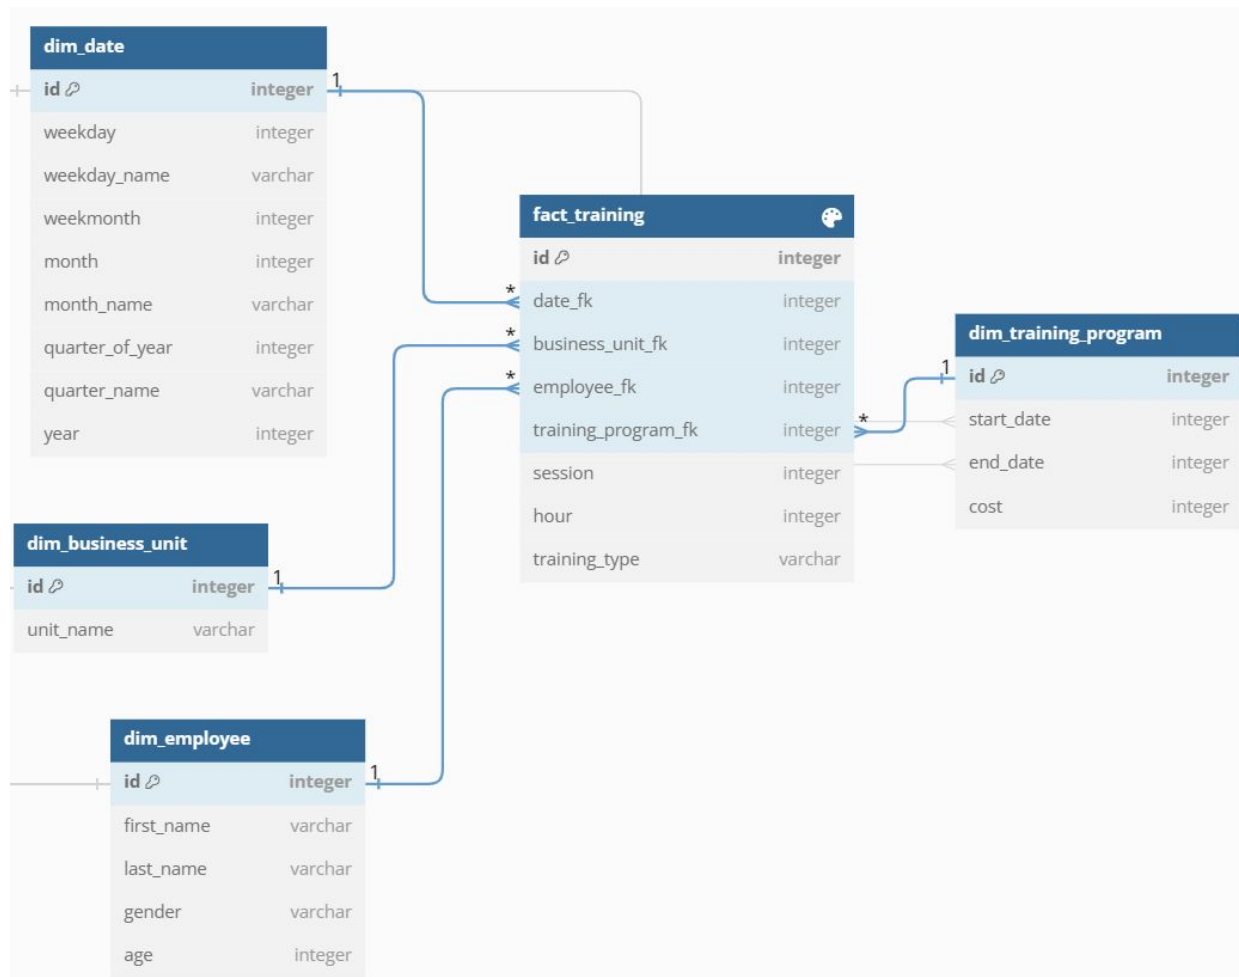 dim_date
id integer
weekday integer
weekday_name varchar
weekmonth integer
month integer
month_name varchar
quarter_of_year integer
quarter_name varchar
year integer
1
fact_training
id integer
* date_fk integer
* business_unit_fk integer
* employee_fk integer
training_program_fk integer *
session integer
hour integer
training_type varchar
dim_training_program
1 id integer
start_date integer
end_date integer
cost integer
dim_business_unit
id integer 1
unit_name varchar
dim_employee
id integer 1
first_name varchar
last_name varchar
gender varchar
age integer